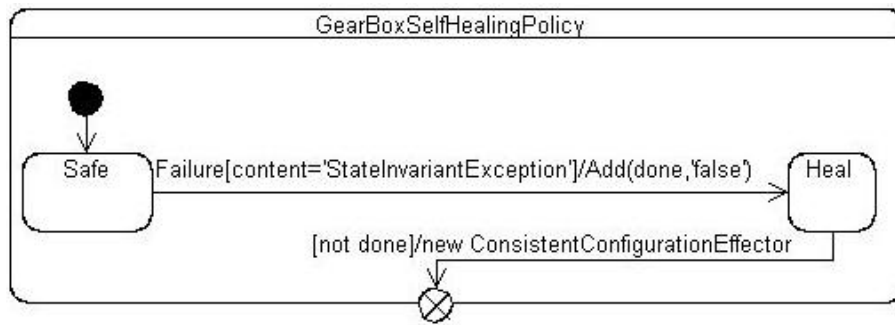 GearBoxSelfHealingPolicy
Safe
Failure[content='StateInvariantException']/Add(done,'false')
Heal
[not done]/new ConsistentConfigurationEffector